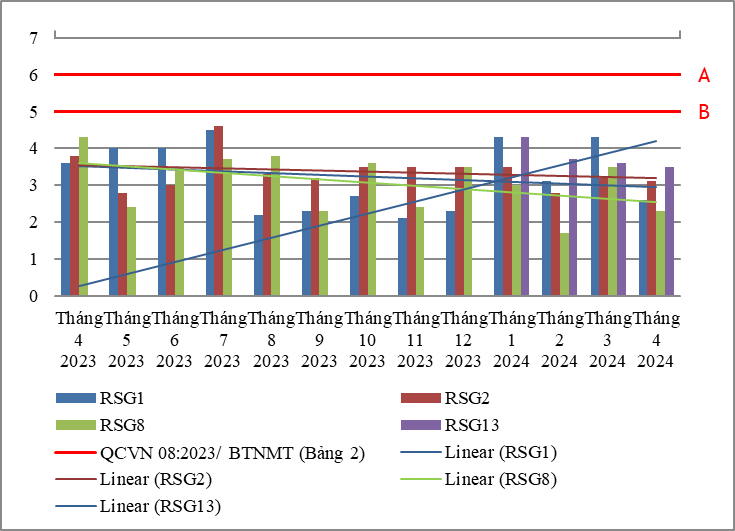 7
6
A
5
B
4
3
2
1
0
Tháng Tháng Tháng Tháng Tháng Tháng Tháng Tháng Tháng Tháng Tháng Tháng Tháng
4 5 6 7 8 9 10 11 12 1 2 3 4
2023 2023 2023 2023 2023 2023 2023 2023 2023 2024 2024 2024 2024
RSG1 RSG2
RSG8 RSG13
QCVN 08:2023/ BTNMT (Bảng 2) Linear (RSG1)
Linear (RSG2) Linear (RSG8)
Linear (RSG13)